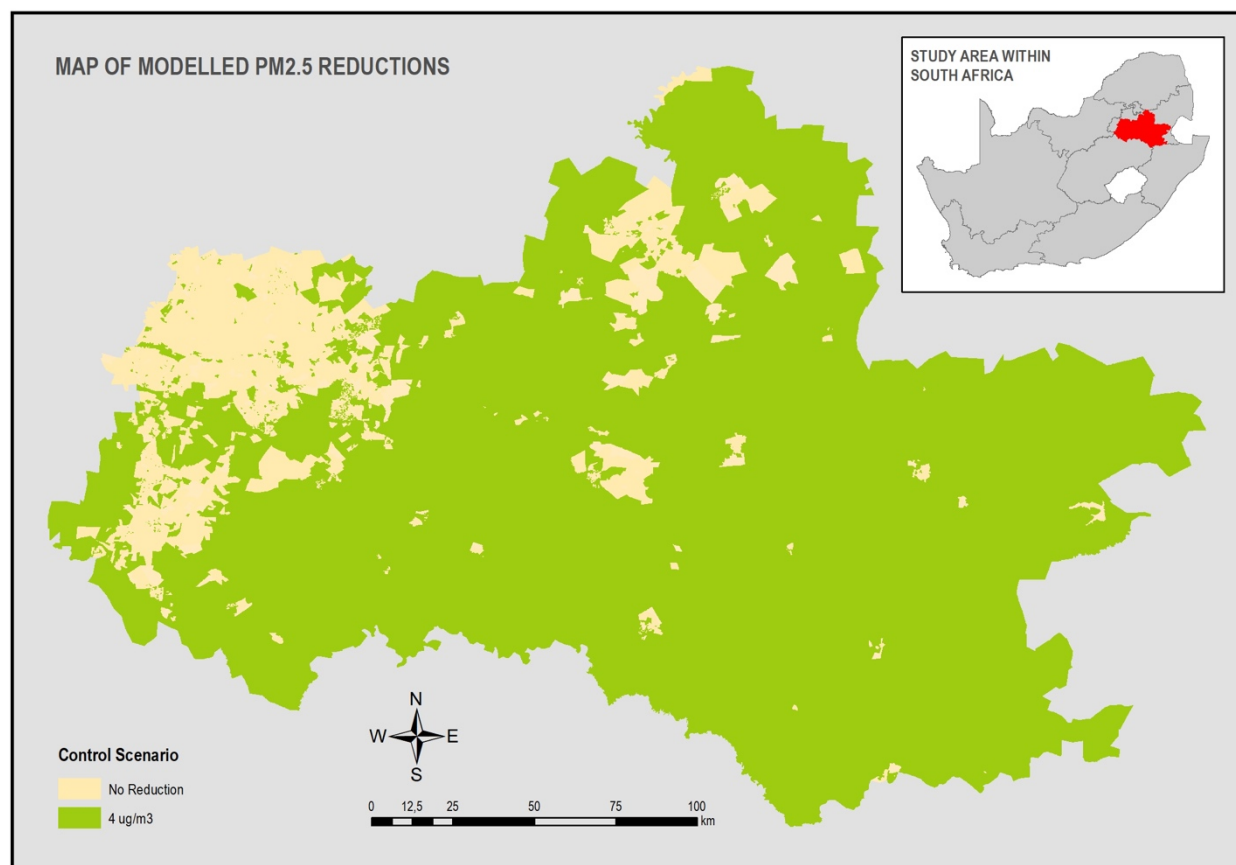 MAP OF MODELLED PM2.5 REDUCTIONS
STUDY AREA WITHIN
SOUTH AFRICA
N
W E
S
Control Scenario
No Reduction
4 ug/m3
0 12,5 25 50 75 100
km